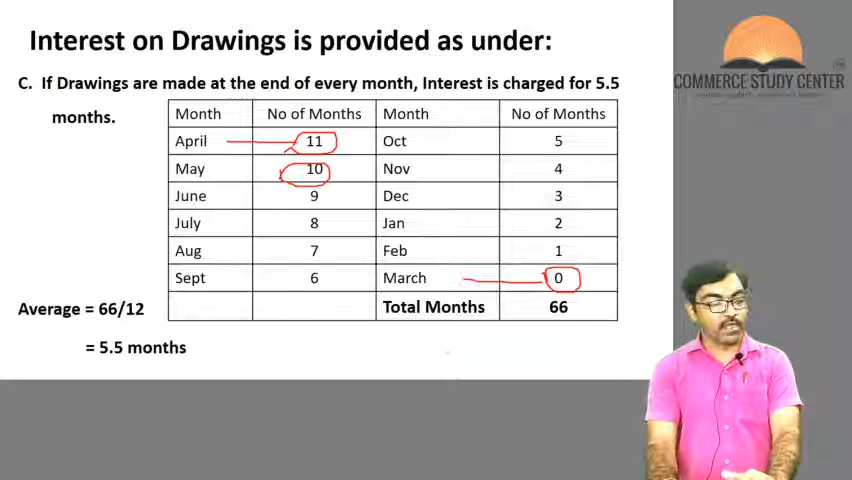 Interest on Drawings is provided as under:
COMMERCE STUDY CENTER
TM
C. If Drawings are made at the end of every month, Interest is charged for 5.5
months.
Month No of Months Month No of Months
April 11 Oct 5
May 10 Nov 4
June 9 Dec 3
July 8 Jan 2
Aug 7 Feb 1
Sept 6 March 0
Total Months 66
Average = 66/12
= 5.5 months